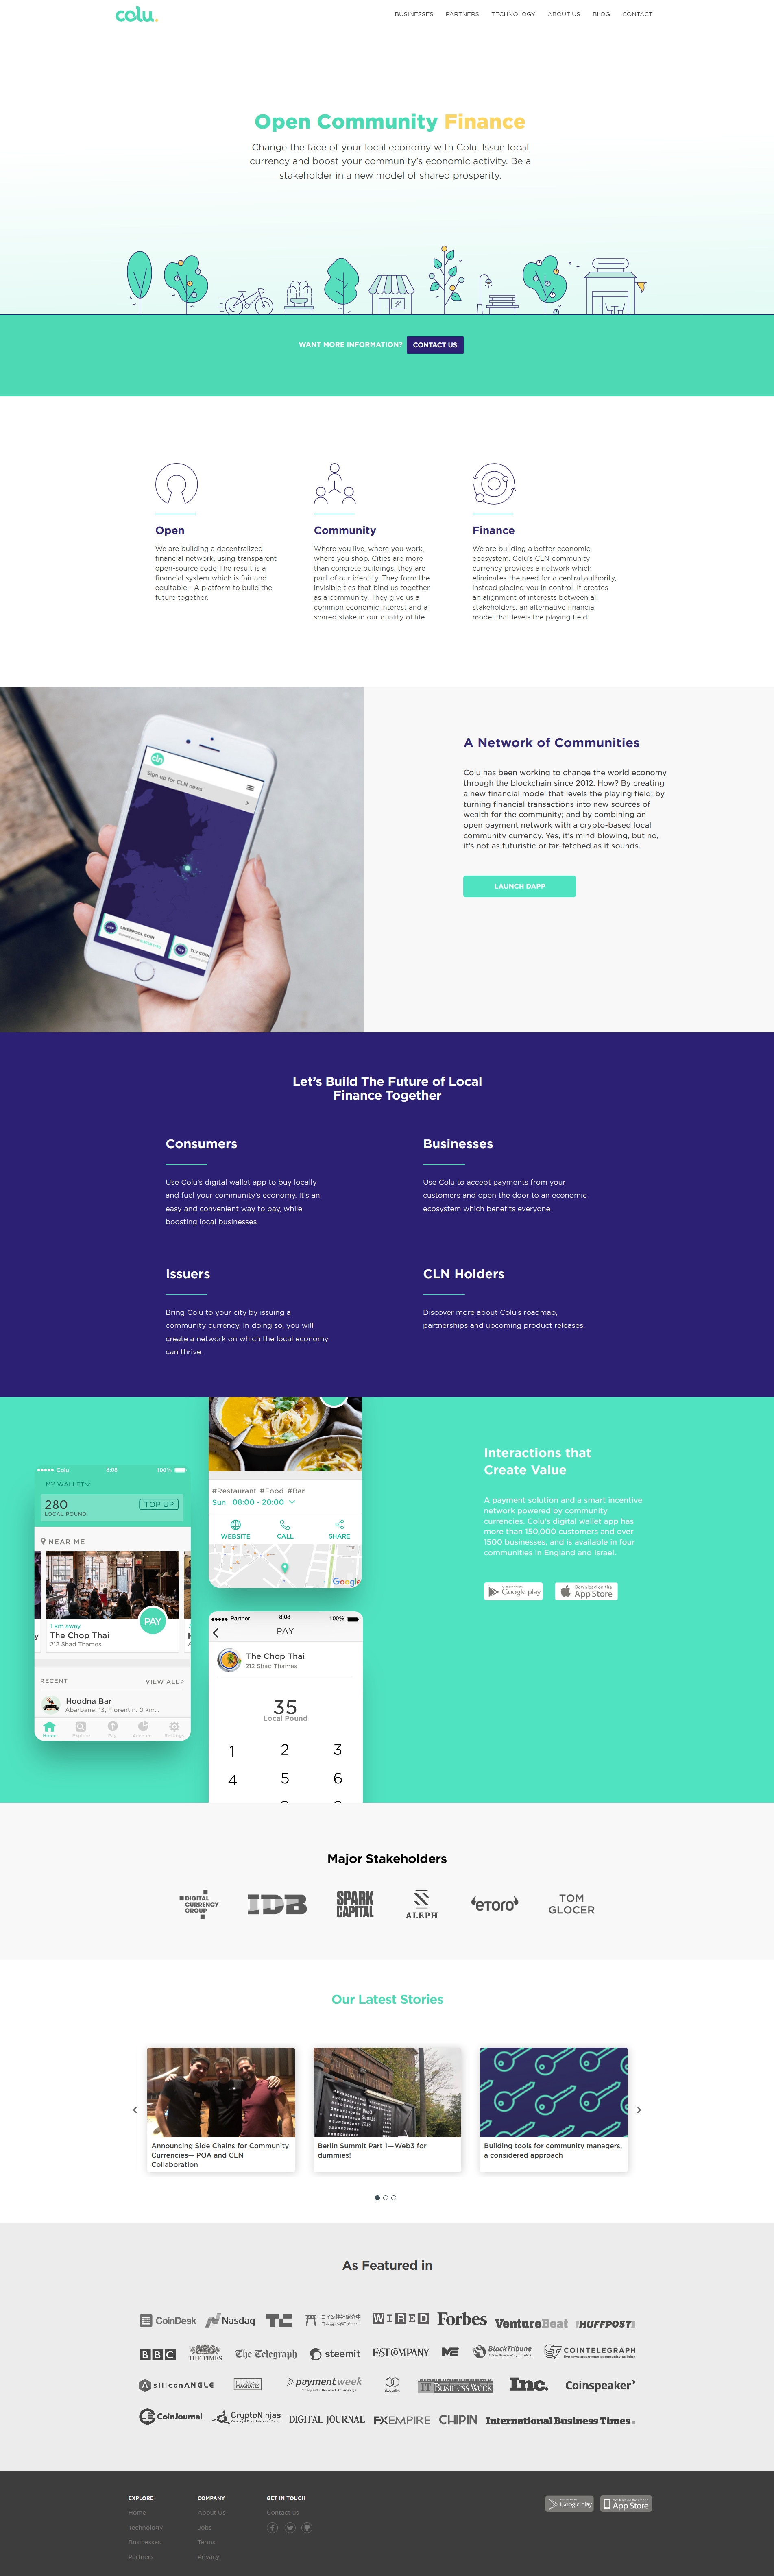 colu.
BUSINESSES PARTNERS TECHNOLOGY ABOUT US BLOG CONTACT
Open Community Finance
Change the face of your local economy with Colu. Issue local
currency and boost your community's economic activity. Be a
stakeholder in a new model of shared prosperity.
WANT MORE INFORMATION? CONTACT US
Open
We are building a decentralized
financial network, using transparent
open-source code The result is a
financial system which is fair and
equitable - A platform to build the
future together.
Community
Where you live, where you work,
where you shop. Cities are more
than concrete buildings, they are
part of our identity. They form the
invisible ties that bind us together
as a community. They give us a
common economic interest and a
shared stake in our quality of life.
Finance
We are building a better economic
ecosystem. Colu's CLN community
currency provides a network which
eliminates the need for a central authority,
instead placing you in control. It creates
an alignment of interests between all
stakeholders, an alternative financial
model that levels the playing field.
cln
Sign up for CLN news
LIVERPOOL COIN
TLV COIN
A Network of Communities
Colu has been working to change the world economy
through the blockchain since 2012. How? By creating
a new financial model that levels the playing field; by
turning financial transactions into new sources of
wealth for the community; and by combining an
open payment network with a crypto-based local
community currency. Yes, it's mind blowing, but no,
it's not as futuristic or far-fetched as it sounds.
LAUNCH DAPP
Let's Build The Future of Local
Finance Together
Consumers
Use Colu's digital wallet app to buy locally
and fuel your community's economy. It's an
easy and convenient way to pay, while
boosting local businesses.
Businesses
Use Colu to accept payments from your
customers and open the door to an economic
ecosystem which benefits everyone.
Issuers
Bring Colu to your city by issuing a
community currency. In doing so, you will
create a network on which the local economy
can thrive.
CLN Holders
Discover more about Colu's roadmap,
partnerships and upcoming product releases.
Colu 8:08 100%
MY WALLET
280
LOCAL POUND
TOP UP
NEAR ME
1 km away
The Chop Thai
212 Shad Thames
PAY
RECENT
VIEW ALL >
Hoodna Bar
Abarbanel 13, Florentin. 0 km...
Home Explore Pay Account Settings
#Restaurant #Food #Bar
Sun 08:00 - 20:00
WEBSITE CALL SHARE
Google
Partner 8:08 100%
PAY
The Chop Thai
212 Shad Thames
35
Local Pound
1 2 3
4 5 6
Interactions that
Create Value
A payment solution and a smart incentive
network powered by community
currencies. Colu's digital wallet app has
more than 150,000 customers and over
1500 businesses, and is available in four
communities in England and Israel.
Google play
Download on the
App Store
Major Stakeholders
DIGITAL
CURRENCY
GROUP
IDB
SPARK
CAPITAL
ALEPH
eToro
TOM
GLOCER
Our Latest Stories
Announcing Side Chains for Community
Currencies— POA and CLN
Collaboration
Berlin Summit Part 1—Web3 for
dummies!
Building tools for community managers,
a considered approach
As Featured in
CoinDesk Nasdaq TC WIRED Forbes VentureBeat HUFFPOST
BBC THE TIMES The Telegraph steemit FAST COMPANY ME BlockTribune COINTELEGRAPH
siliconANGLE FINANCE MAGNATES paymentweek BusinessWeek Inc. Coinspeaker
CoinJournal CryptoNinjas DIGITAL JOURNAL FXEMPIRE CHIPIN International Business Times
EXPLORE
Home
Technology
Businesses
Partners
COMPANY
About Us
Jobs
Terms
Privacy
GET IN TOUCH
Contact us
Google play
App Store